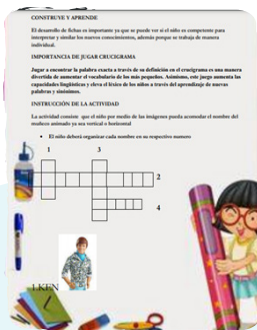 CONSTRUYE Y APRENDE
El desarrollo de fichas es importante ya que se puede ver si el niño es competente para
interpretar y similar los nuevos conocimientos, además porque se trabaja de manera
individual.
IMPORTANCIA DE JUGAR CRUCIGRAMA
Jugar a encontrar la palabra exacta a través de su definición en el crucigrama es una manera
divertida de aumentar el vocabulario de los más pequeños. Asimismo, este juego aumenta las
capacidades lingüísticas y eleva el léxico de los niños a través del aprendizaje de nuevas
palabras y sinónimos.
INSTRUCCIÓN DE LA ACTIVIDAD
La actividad consiste que el niño por medio de las imágenes pueda acomodar el nombre del
muñeco animado ya sea vertical o horizontal
• El niño deberá organizar cada nombre en su respectivo numero
1 3
2
4
1.KEN